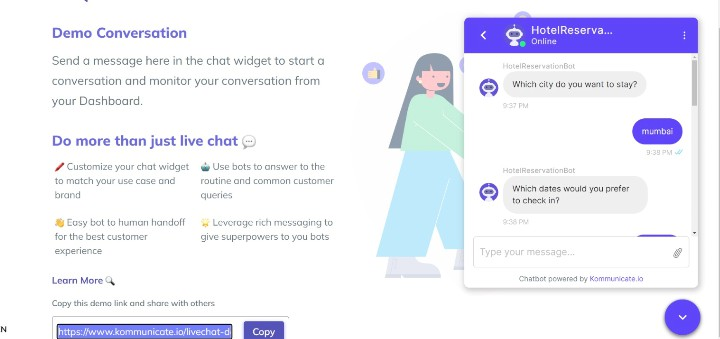 Demo Conversation
Send a message here in the chat widget to start a
conversation and monitor your conversation from
your Dashboard.
Do more than just live chat
Customize your chat widget
to match your use case and
brand
Use bots to answer to the
routine and common customer
queries
Easy bot to human handoff
for the best customer
experience
Leverage rich messaging to
give superpowers to you bots
Learn More
Copy this demo link and share with others
https://www.kommunicate.io/livechat-d
Copy
N
HotelReserva...
Online
HotelReservationBot
Which city do you want to stay?
9:37 PM
mumbai
9:38 PM
HotelReservationBot
Which dates would you prefer
to check in?
9:38 PM
Type your message...
Chatbot powered by Kommunicate.io